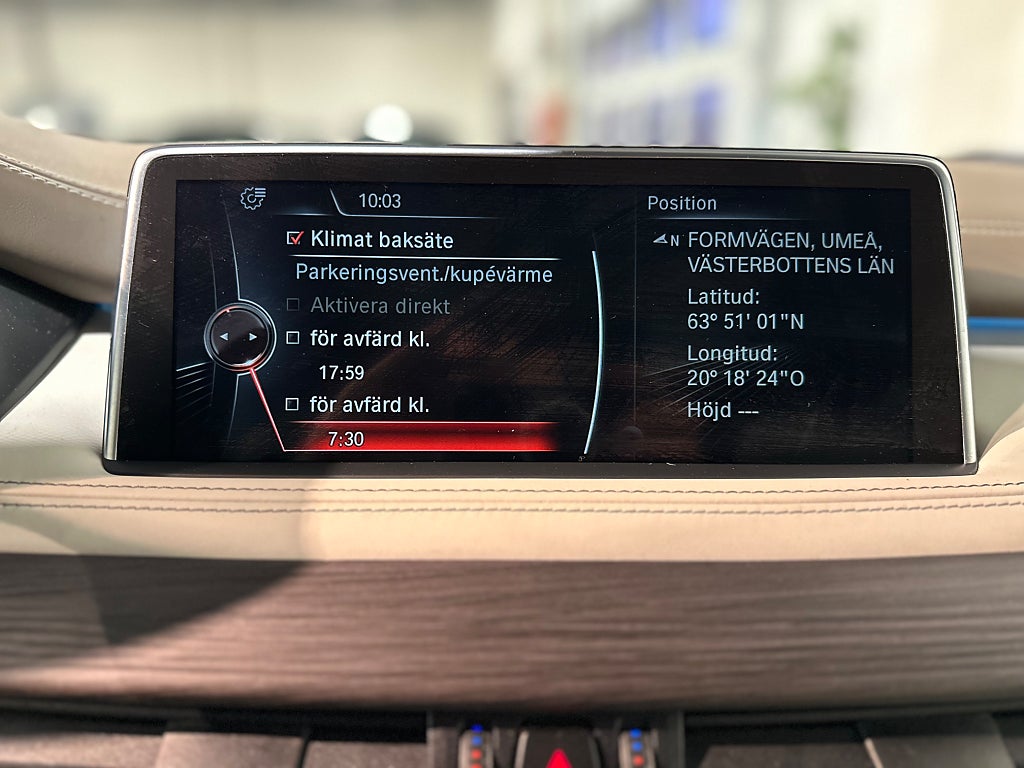 10:03
Klimat baksäte
Parkeringsvent./kupévärme
Aktivera direkt
för avfärd kl.
17:59
för avfärd kl.
7:30
Position
N FORMVÄGEN, UMEÅ,
VÄSTERBOTTENS LÄN
Latitud:
63° 51' 01"N
Longitud:
20° 18' 24"O
Höjd ---